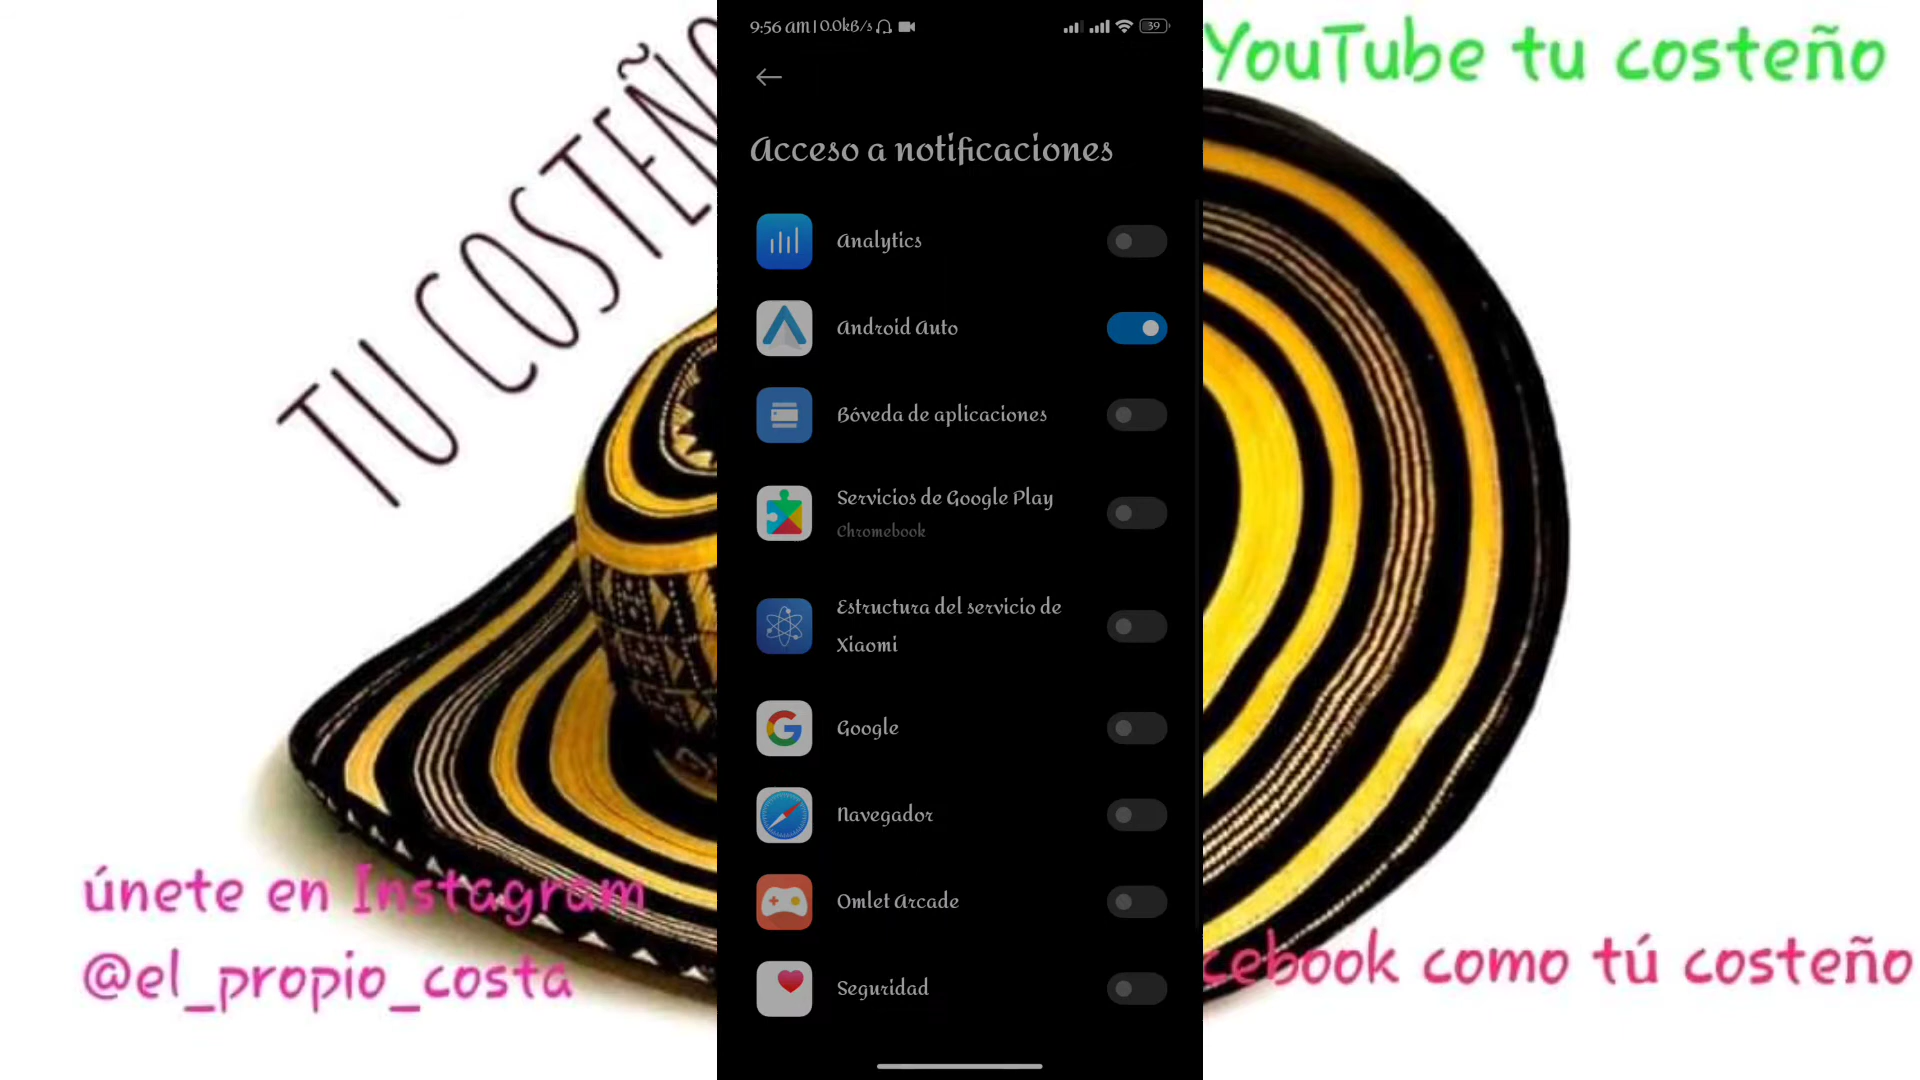 TU COSTEÑO
YouTube tu costeño
9:56 am | 0.0kB/s
39
Acceso a notificaciones
Analytics
Android Auto
Bóveda de aplicaciones
Servicios de Google Play
Chromebook
Estructura del servicio de
Xiaomi
Google
Navegador
Omlet Arcade
Seguridad
únete en Instagram
@el_propio_costa
cebook como tú costeño